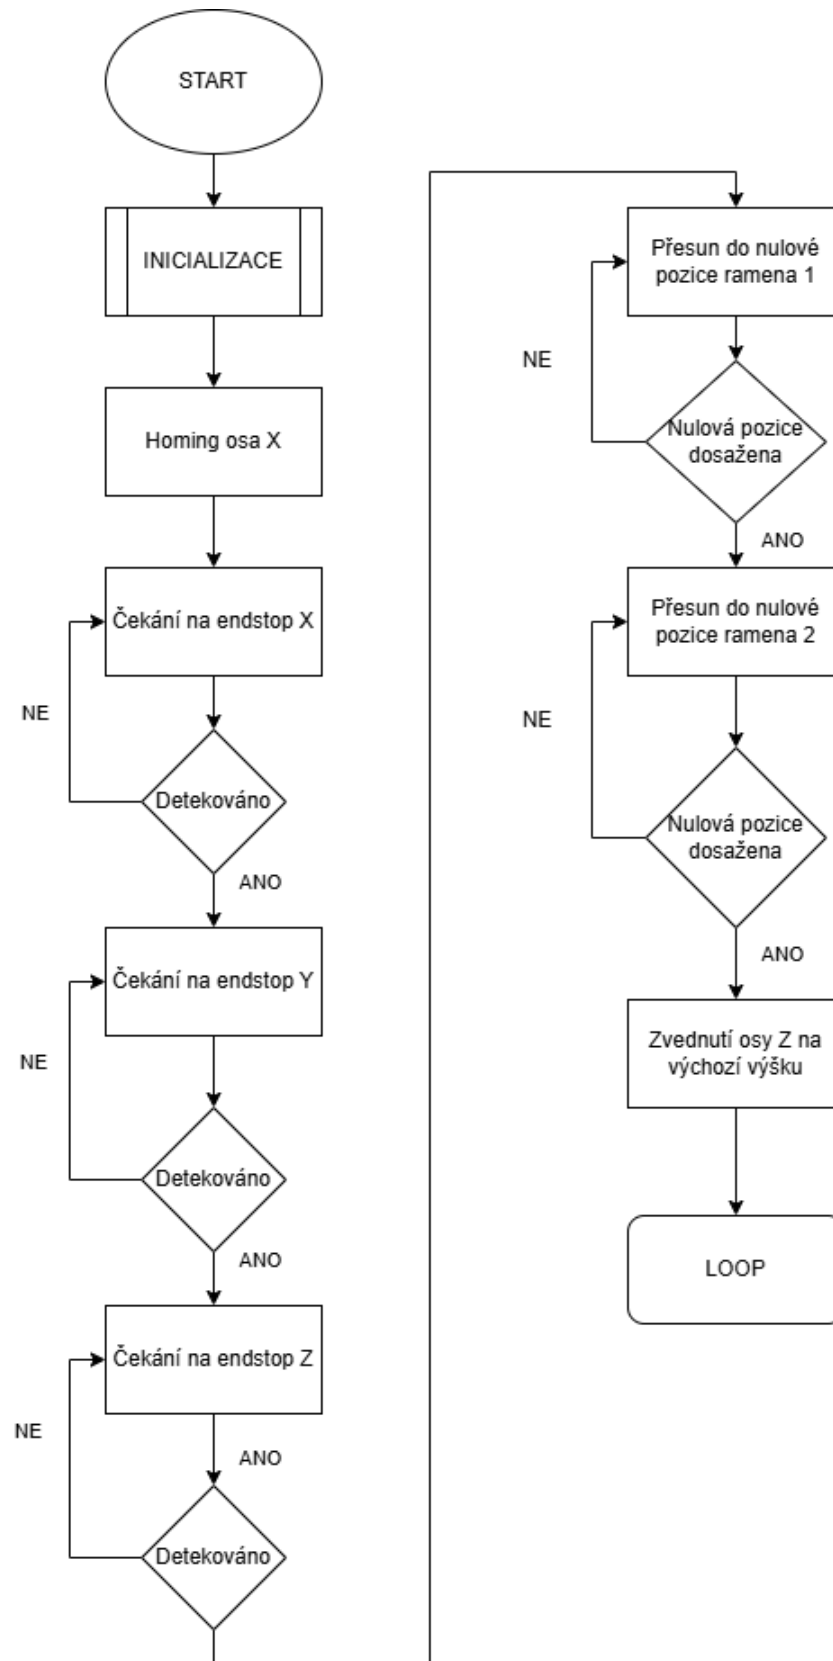 START
INICIALIZACE
Homing osa X
Čekání na endstop X
NE
Detekováno
ANO
Čekání na endstop Y
NE
Detekováno
ANO
Čekání na endstop Z
NE
ANO
Detekováno
Přesun do nulové
pozice ramena 1
NE
Nulová pozice
dosažena
ANO
Přesun do nulové
pozice ramena 2
NE
Nulová pozice
dosažena
ANO
Zvednutí osy Z na
výchozí výšku
LOOP